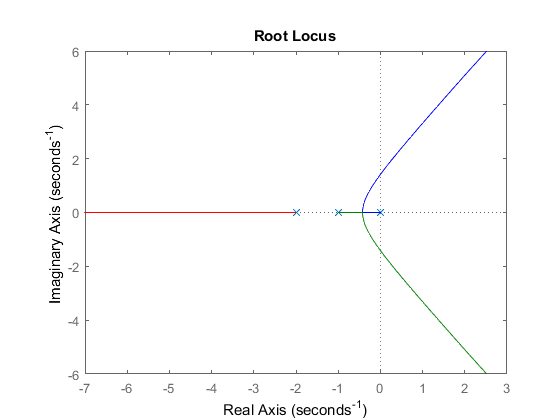 Root Locus
Imaginary Axis (seconds⁻¹)
6
4
2
0
-2
-4
-6
-7 -6 -5 -4 -3 -2 -1 0 1 2 3
Real Axis (seconds⁻¹)